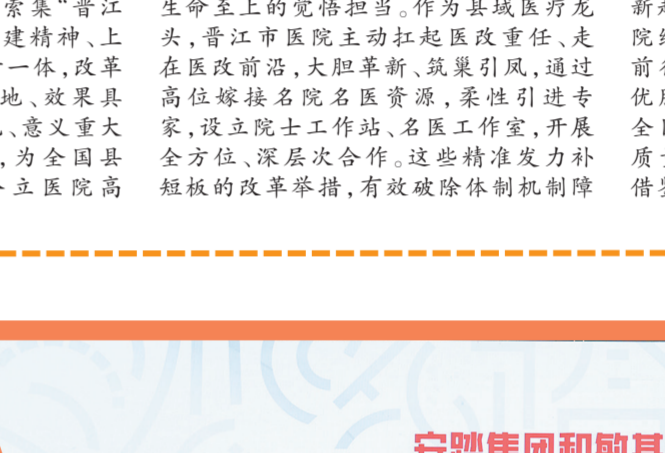 索集“晋江
建精神、上
一体，改革
地、效果具
、意义重大
，为全国县
立医院高
生命至上的觉悟担当。作为县域医疗龙
头，晋江市医院主动扛起医改重任、走
在医改前沿，大胆革新、筑巢引凤，通过
高位嫁接名院名医资源，柔性引进专
家，设立院士工作站、名医工作室，开展
全方位、深层次合作。这些精准发力补
短板的改革举措，有效破除体制机制障
新
院
前
优
全
质
借
安踏集团和敏